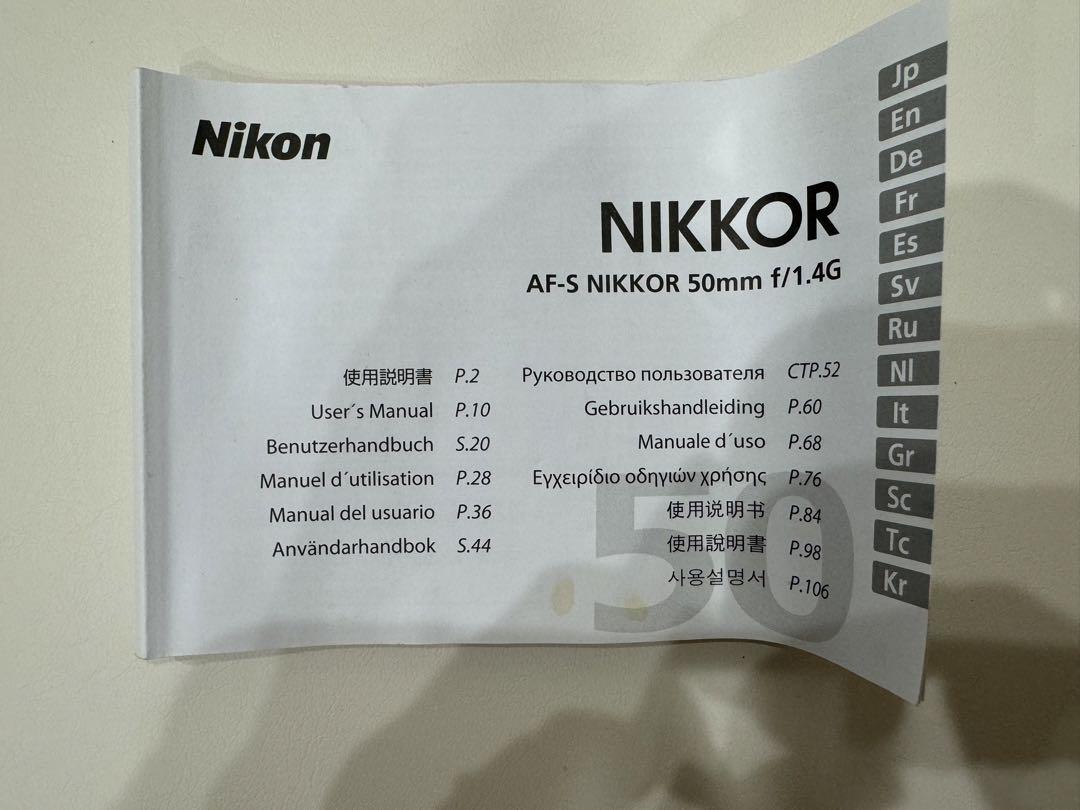 Nikon
NIKKOR
AF-S NIKKOR 50mm f/1.4G
使用説明書 P.2
User´s Manual P.10
Benutzerhandbuch S.20
Manuel d´utilisation P.28
Manual del usuario P.36
Användarhandbok S.44
Руководство пользователя СТР.52
Gebruikshandleiding P.60
Manuale d´uso P.68
Εγχειρίδιο οδηγιών χρήσης P.76
使用说明书 P.84
使用說明書 P.98
사용설명서 P.106
50
Jp
En
De
Fr
Es
Sv
Ru
Nl
It
Gr
Sc
Tc
Kr